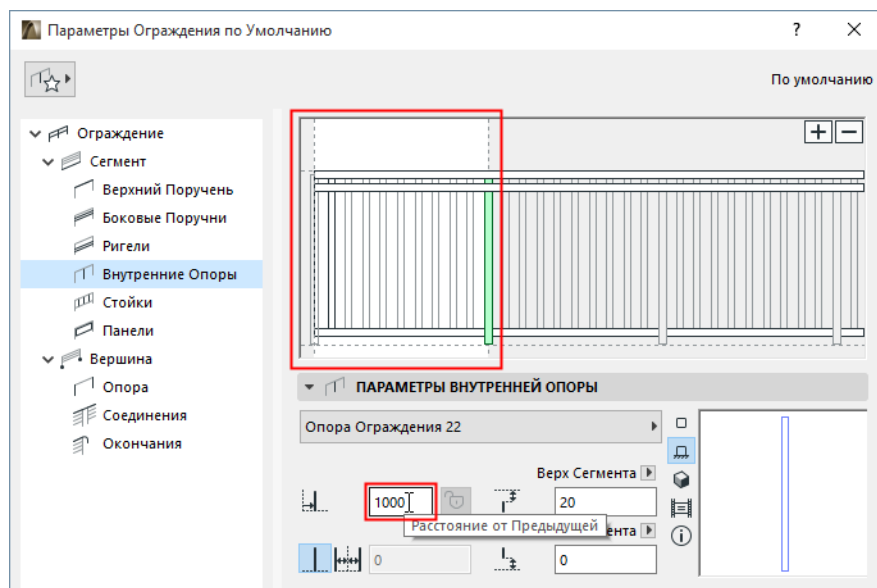 Параметры Ограждения по Умолчанию
?
По умолчанию
Ограждение
Сегмент
Верхний Поручень
Боковые Поручни
Ригели
Внутренние Опоры
Стойки
Панели
Вершина
Опора
Соединения
Окончания
ПАРАМЕТРЫ ВНУТРЕННЕЙ ОПОРЫ
Опора Ограждения 22
Верх Сегмента
1000
20
Расстояние от Предыдущей
ента
0
0